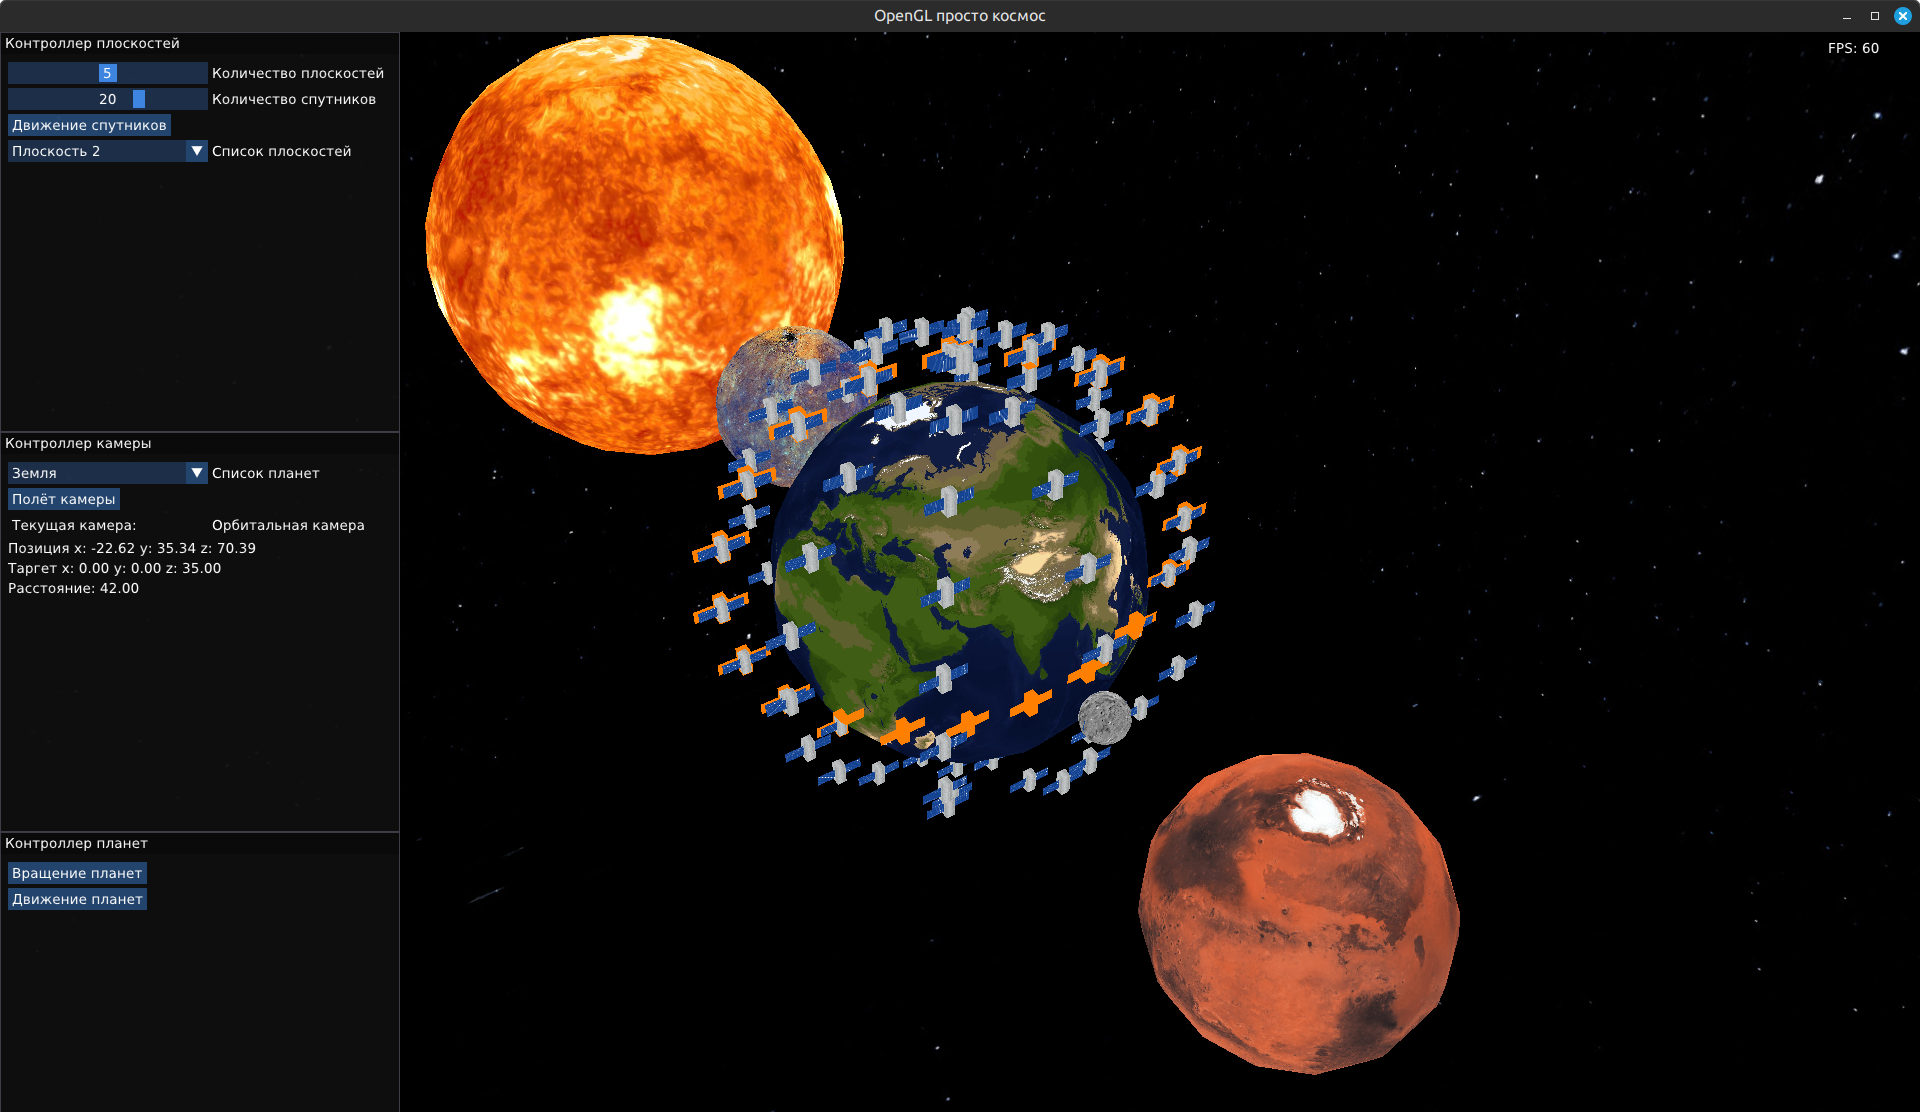 OpenGL просто космос
FPS: 60
Контроллер плоскостей
5 Количество плоскостей
20 Количество спутников
Движение спутников
Плоскость 2 Список плоскостей
Контроллер камеры
Земля Список планет
Полёт камеры
Текущая камера: Орбитальная камера
Позиция x: -22.62 y: 35.34 z: 70.39
Таргет x: 0.00 y: 0.00 z: 35.00
Расстояние: 42.00
Контроллер планет
Вращение планет
Движение планет